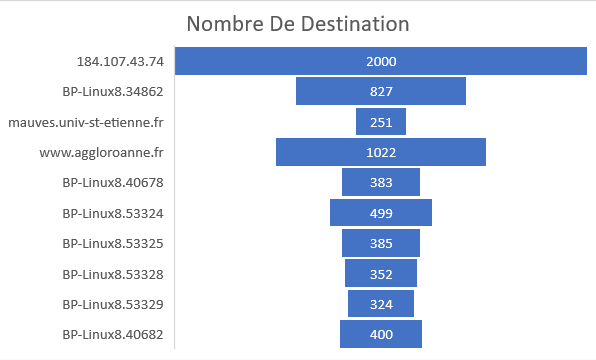 Nombre De Destination
184.107.43.74 2000
BP-Linux8.34862 827
mauves.univ-st-etienne.fr 251
www.aggloroanne.fr 1022
BP-Linux8.40678 383
BP-Linux8.53324 499
BP-Linux8.53325 385
BP-Linux8.53328 352
BP-Linux8.53329 324
BP-Linux8.40682 400